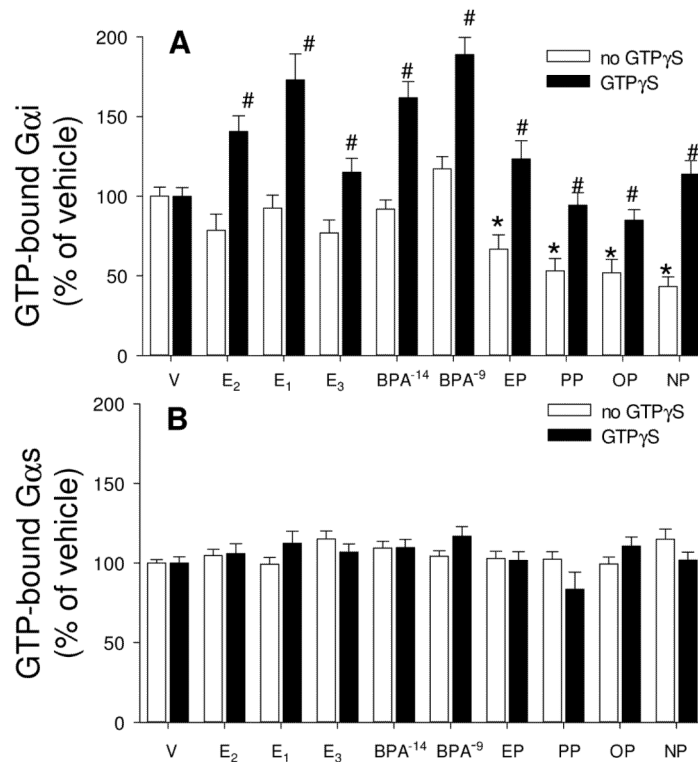 200
A
no GTPγS
# # # # # # # # #
GTPγS
150
100
50
* * * *
0
GTP-bound Gαi
(% of vehicle)
V E₂ E₁ E₃ BPA⁻¹⁴ BPA⁻⁹ EP PP OP NP
200
B
no GTPγS
GTPγS
150
100
50
0
GTP-bound Gαs
(% of vehicle)
V E₂ E₁ E₃ BPA⁻¹⁴ BPA⁻⁹ EP PP OP NP